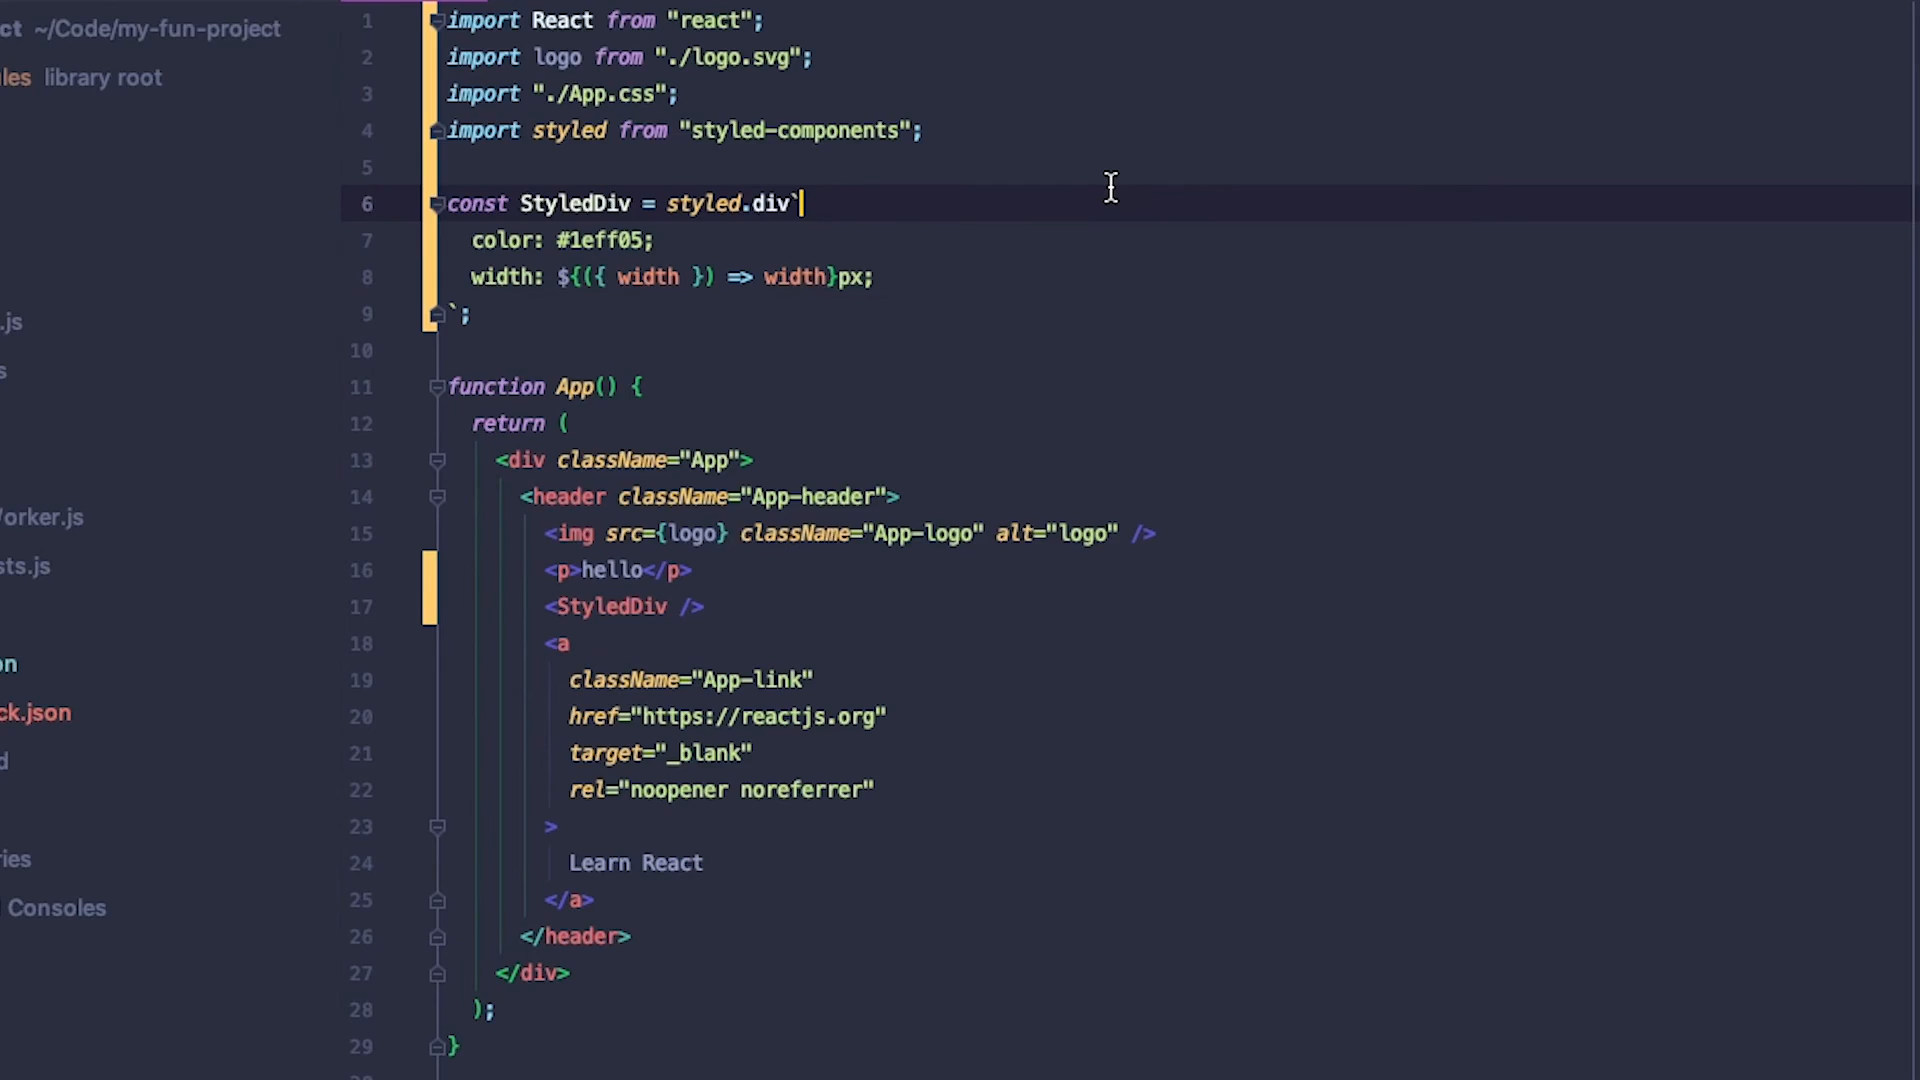 ct ~/Code/my-fun-project
les library root
.js
s
orker.js
sts.js
on
ck.json
d
ries
Consoles
1 import React from "react";
2 import logo from "./logo.svg";
3 import "./App.css";
4 import styled from "styled-components";
5
6 const StyledDiv = styled.div`
7 color: #1eff05;
8 width: ${({ width }) => width}px;
9 `;
10
11 function App() {
12 return (
13 <div className="App">
14 <header className="App-header">
15 <img src={logo} className="App-logo" alt="logo" />
16 <p>hello</p>
17 <StyledDiv />
18 <a
19 className="App-link"
20 href="https://reactjs.org"
21 target="_blank"
22 rel="noopener noreferrer"
23 >
24 Learn React
25 </a>
26 </header>
27 </div>
28 );
29 }